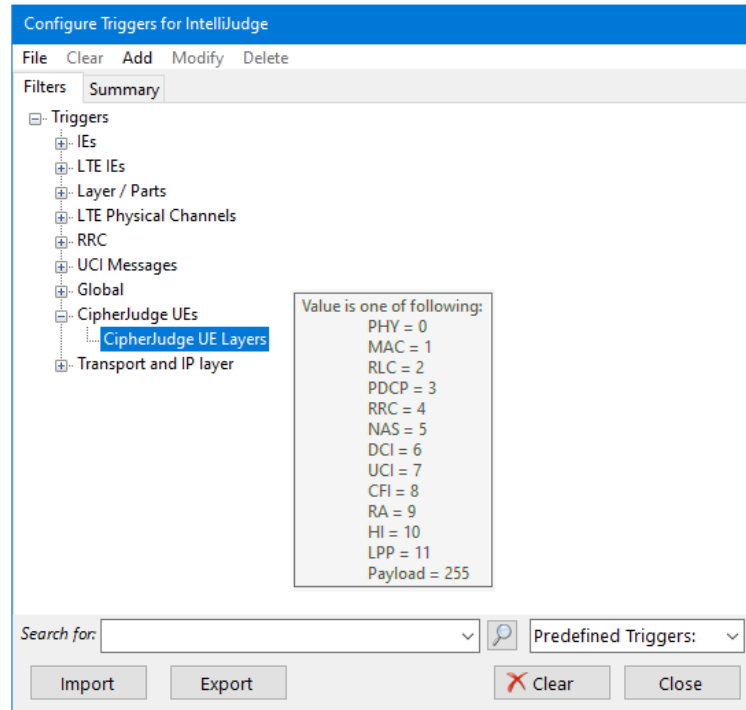 Configure Triggers for IntelliJudge
File Clear Add Modify Delete
Filters Summary
Triggers
IEs
LTE IEs
Layer / Parts
LTE Physical Channels
RRC
UCI Messages
Global
CipherJudge UEs
CipherJudge UE Layers
Transport and IP layer
Value is one of following:
PHY = 0
MAC = 1
RLC = 2
PDCP = 3
RRC = 4
NAS = 5
DCI = 6
UCI = 7
CFI = 8
RA = 9
HI = 10
LPP = 11
Payload = 255
Search for: Predefined Triggers:
Import Export Clear Close